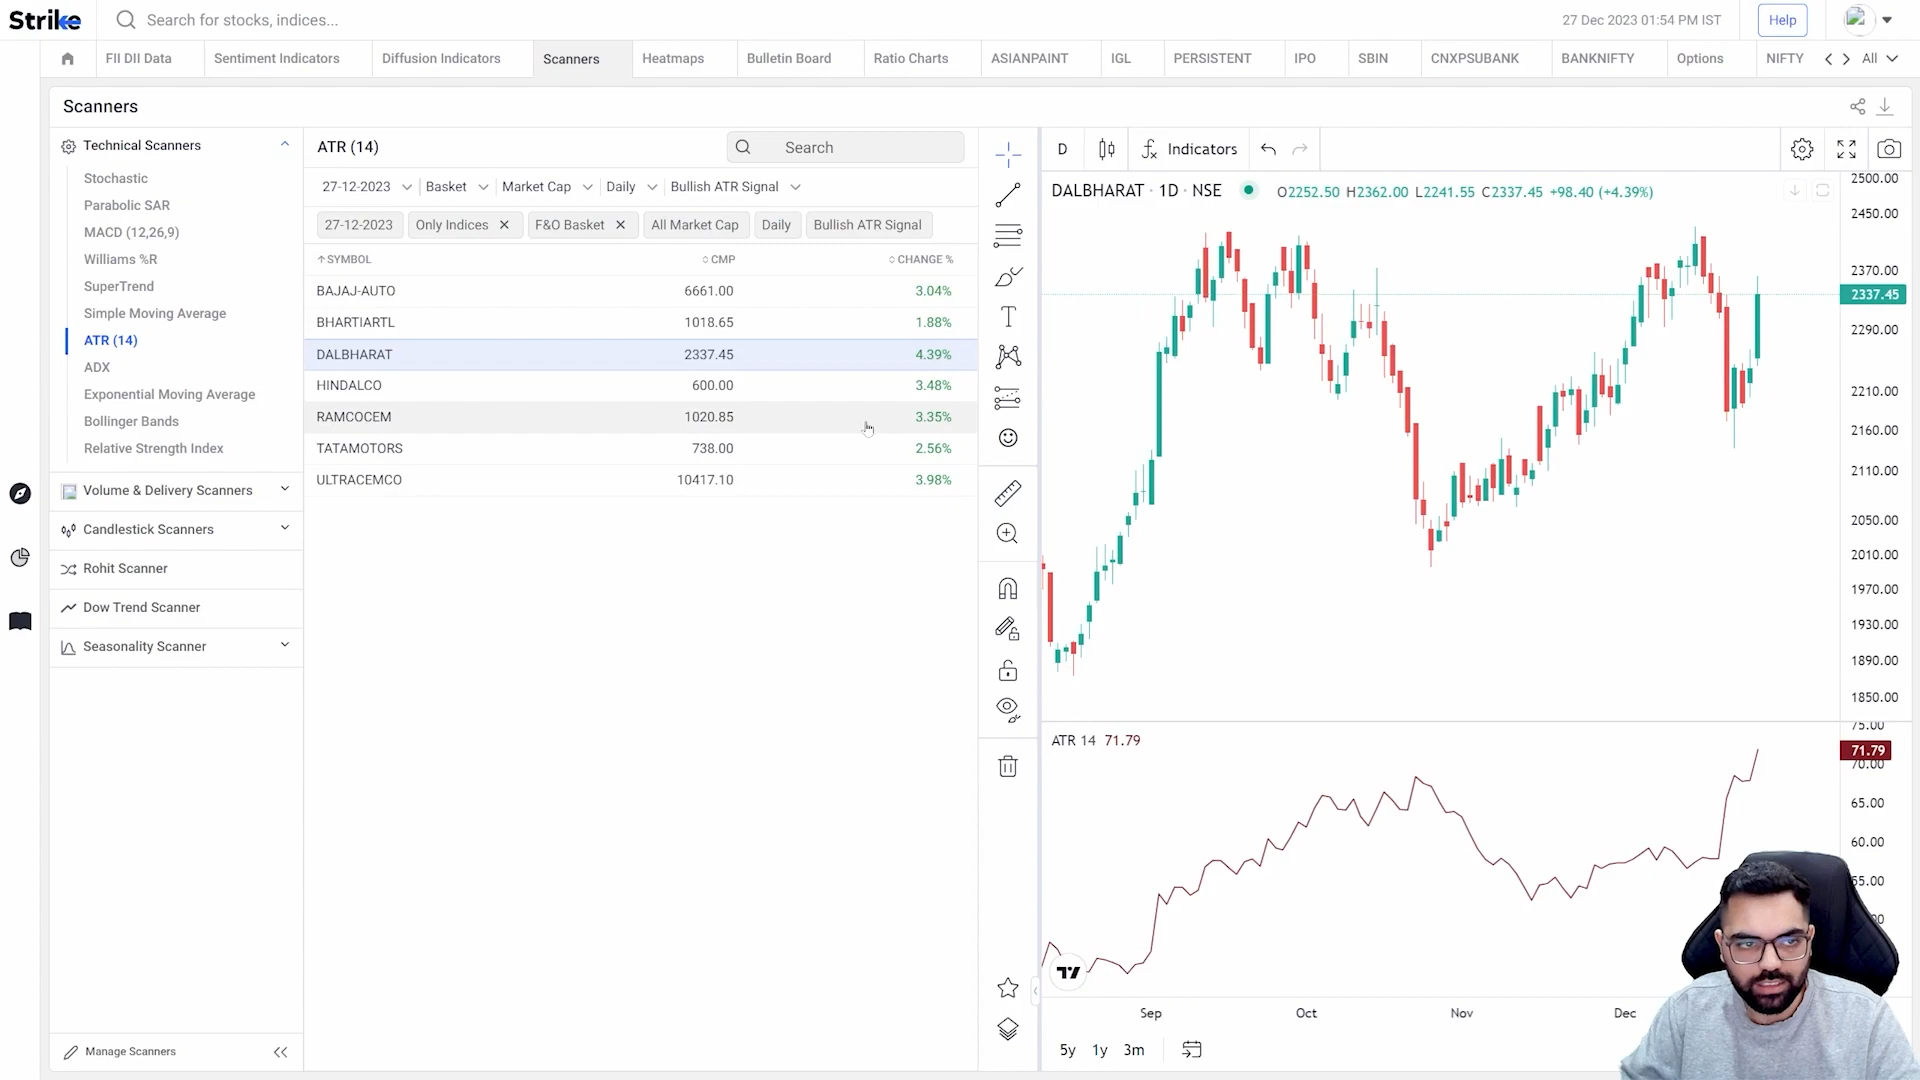 Strike
Search for stocks, indices...
27 Dec 2023 01:54 PM IST
Help
FII DII Data
Sentiment Indicators
Diffusion Indicators
Scanners
Heatmaps
Bulletin Board
Ratio Charts
ASIANPAINT
IGL
PERSISTENT
IPO
SBIN
CNXPSUBANK
BANKNIFTY
Options
NIFTY
All
Scanners
Technical Scanners
Stochastic
Parabolic SAR
MACD (12,26,9)
Williams %R
SuperTrend
Simple Moving Average
ATR (14)
ADX
Exponential Moving Average
Bollinger Bands
Relative Strength Index
Volume & Delivery Scanners
Candlestick Scanners
Rohit Scanner
Dow Trend Scanner
Seasonality Scanner
Manage Scanners
ATR (14)
Search
27-12-2023 Basket Market Cap Daily Bullish ATR Signal
27-12-2023 Only Indices F&O Basket All Market Cap Daily Bullish ATR Signal
SYMBOL CMP CHANGE %
BAJAJ-AUTO 6661.00 3.04%
BHARTIARTL 1018.65 1.88%
DALBHARAT 2337.45 4.39%
HINDALCO 600.00 3.48%
RAMCOCEM 1020.85 3.35%
TATAMOTORS 738.00 2.56%
ULTRACEMCO 10417.10 3.98%
D
Indicators
DALBHARAT · 1D · NSE O2252.50 H2362.00 L2241.55 C2337.45 +98.40 (+4.39%)
2500.00
2450.00
2370.00
2337.45
2290.00
2210.00
2160.00
2110.00
2050.00
2010.00
1970.00
1930.00
1890.00
1850.00
ATR 14 71.79
75.00
71.79
70.00
65.00
60.00
55.00
Sep Oct Nov Dec
5y 1y 3m